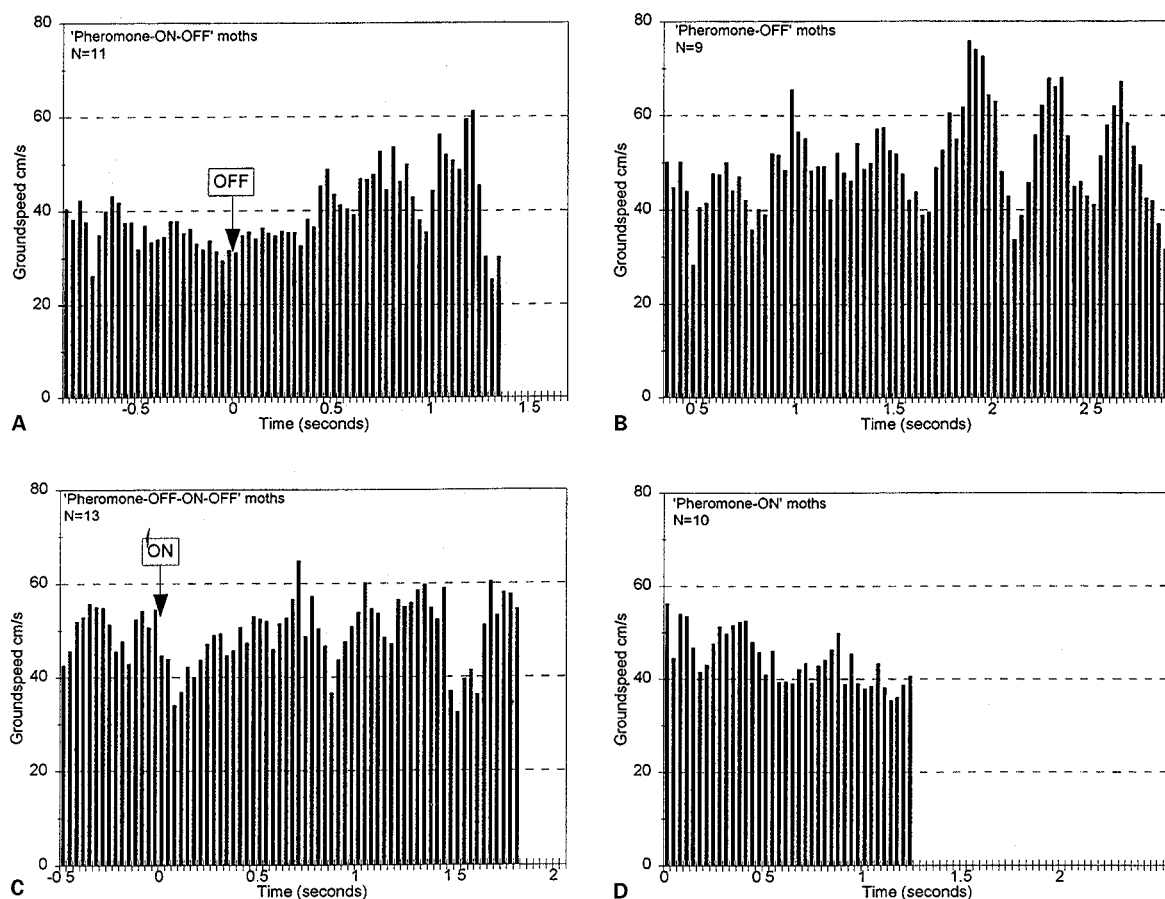 80
60
40
20
0
Groundspeed cm/s
'Pheromone-ON-OFF' moths
N=11
OFF
-0.5 0 0.5 1 1.5
Time (seconds)
A
80
60
40
20
0
Groundspeed cm/s
'Pheromone-OFF' moths
N=9
0.5 1 1.5 2 2 5
Time (seconds)
B
80
60
40
20
0
Groundspeed cm/s
'Pheromone-OFF-ON-OFF' moths
N=13
ON
-0 5 0 0.5 1 1 5 2
Time (seconds)
C
80
60
40
20
0
Groundspeed cm/s
'Pheromone-ON' moths
N=10
0 0 5 1 1.5 2
Time (seconds)
D